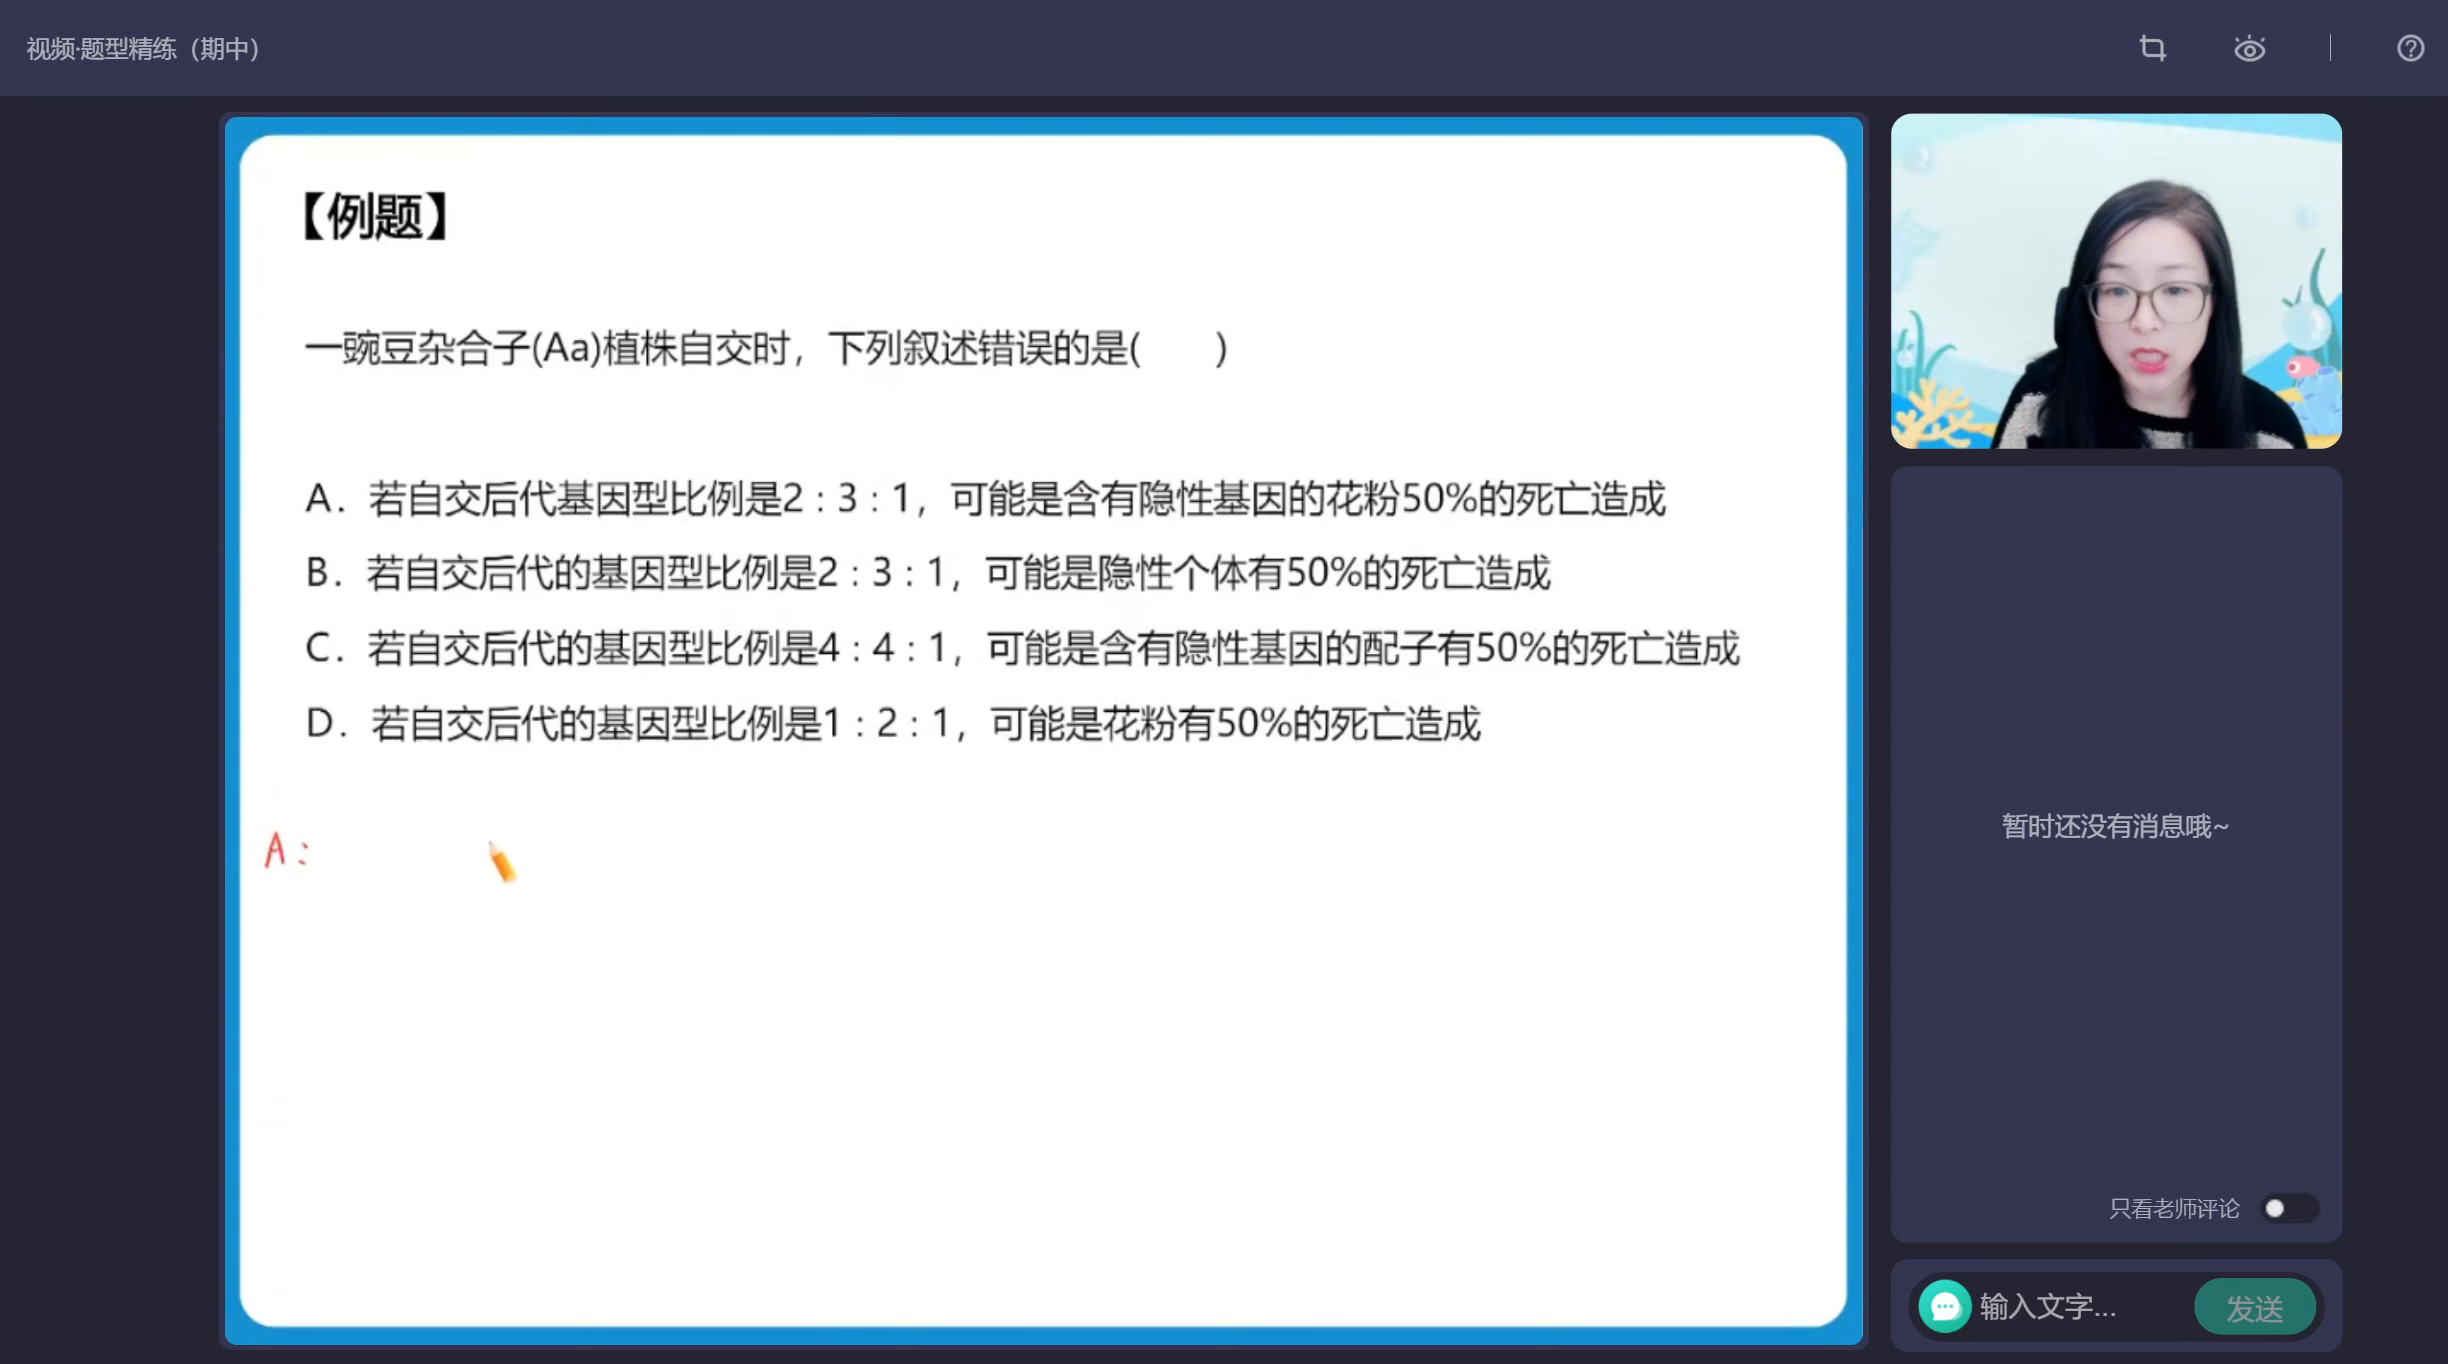 视频·题型精练（期中）
【例题】
一豌豆杂合子(Aa)植株自交时，下列叙述错误的是(　　)
A．若自交后代基因型比例是2：3：1，可能是含有隐性基因的花粉50%的死亡造成
B．若自交后代的基因型比例是2：3：1，可能是隐性个体有50%的死亡造成
C．若自交后代的基因型比例是4：4：1，可能是含有隐性基因的配子有50%的死亡造成
D．若自交后代的基因型比例是1：2：1，可能是花粉有50%的死亡造成
A：
暂时还没有消息哦~
只看老师评论
输入文字...
发送